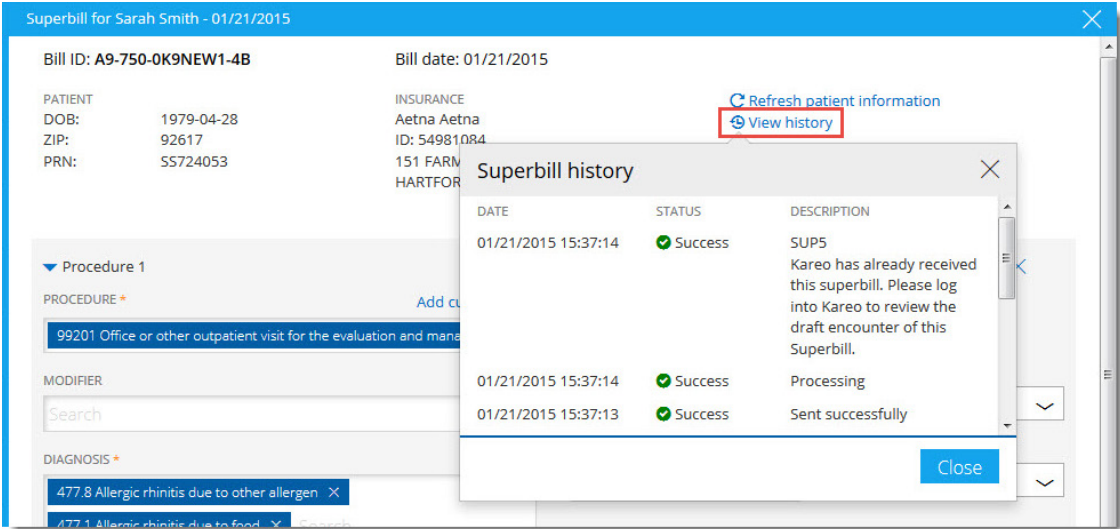 Superbill for Sarah Smith - 01/21/2015
Bill ID: A9-750-0K9NEW1-4B
Bill date: 01/21/2015
PATIENT
DOB: 1979-04-28
ZIP: 92617
PRN: SS724053
INSURANCE
Aetna Aetna
ID: 54981084
151 FARM
HARTFOR
Refresh patient information
View history
Superbill history
DATE STATUS DESCRIPTION
01/21/2015 15:37:14 Success SUP5
Kareo has already received
this superbill. Please log
into Kareo to review the
draft encounter of this
Superbill.
01/21/2015 15:37:14 Success Processing
01/21/2015 15:37:13 Success Sent successfully
Close
Procedure 1
PROCEDURE *
Add cu
99201 Office or other outpatient visit for the evaluation and mana
MODIFIER
Search
DIAGNOSIS *
477.8 Allergic rhinitis due to other allergen
477.1 Allergic rhinitis due to food
Search